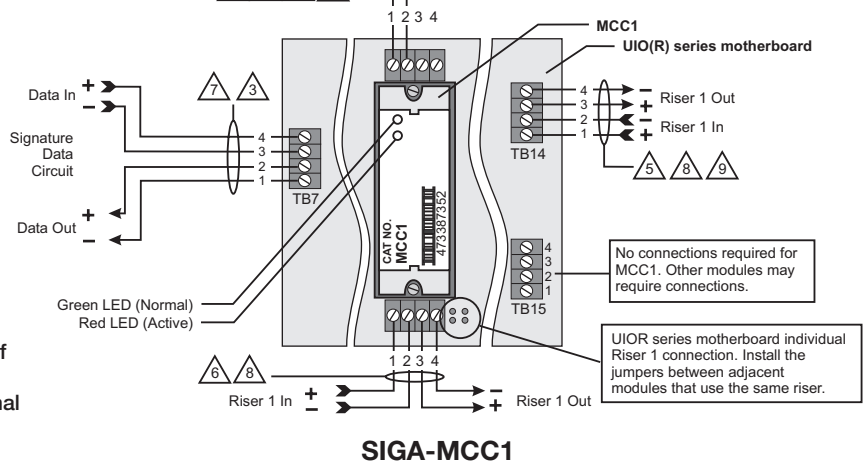 1 2 3 4
MCC1
UIO(R) series motherboard
Data In
+
–
7
3
Signature
Data
Circuit
4
3
2
1
TB7
Data Out
+
–
4
3
2
1
TB14
–
+
Riser 1 Out
–
+
Riser 1 In
5
8
9
CAT NO.
MCC1
473387352
4
3
2
1
TB15
No connections required for
MCC1. Other modules may
require connections.
Green LED (Normal)
Red LED (Active)
UIOR series motherboard individual
Riser 1 connection. Install the
jumpers between adjacent
modules that use the same riser.
1 2 3 4
6
8
Riser 1 In
+
–
–
+
Riser 1 Out
SIGA-MCC1